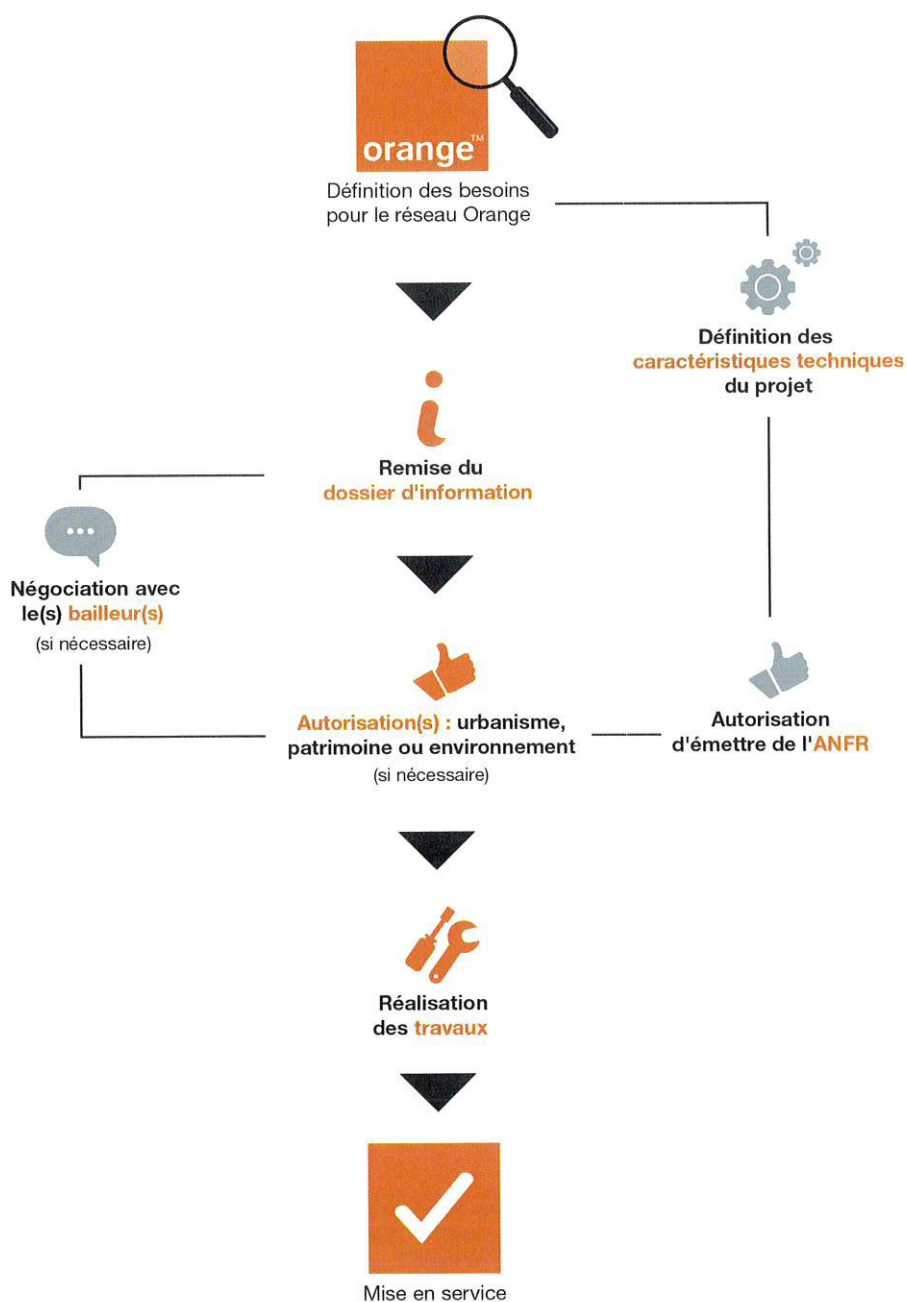 orange™
Définition des besoins
pour le réseau Orange
Définition des
caractéristiques techniques
du projet
Remise du
dossier d'information
Négociation avec
le(s) bailleur(s)
(si nécessaire)
Autorisation(s) : urbanisme,
patrimoine ou environnement
(si nécessaire)
Autorisation
d'émettre de l'ANFR
Réalisation
des travaux
Mise en service